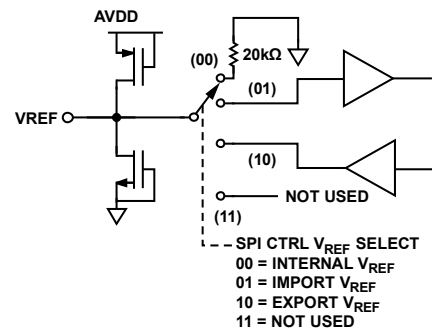 AVDD
(00)
20kΩ
(01)
VREF
(10)
NOT USED
(11)
SPI CTRL VREF SELECT
00 = INTERNAL VREF
01 = IMPORT VREF
10 = EXPORT VREF
11 = NOT USED